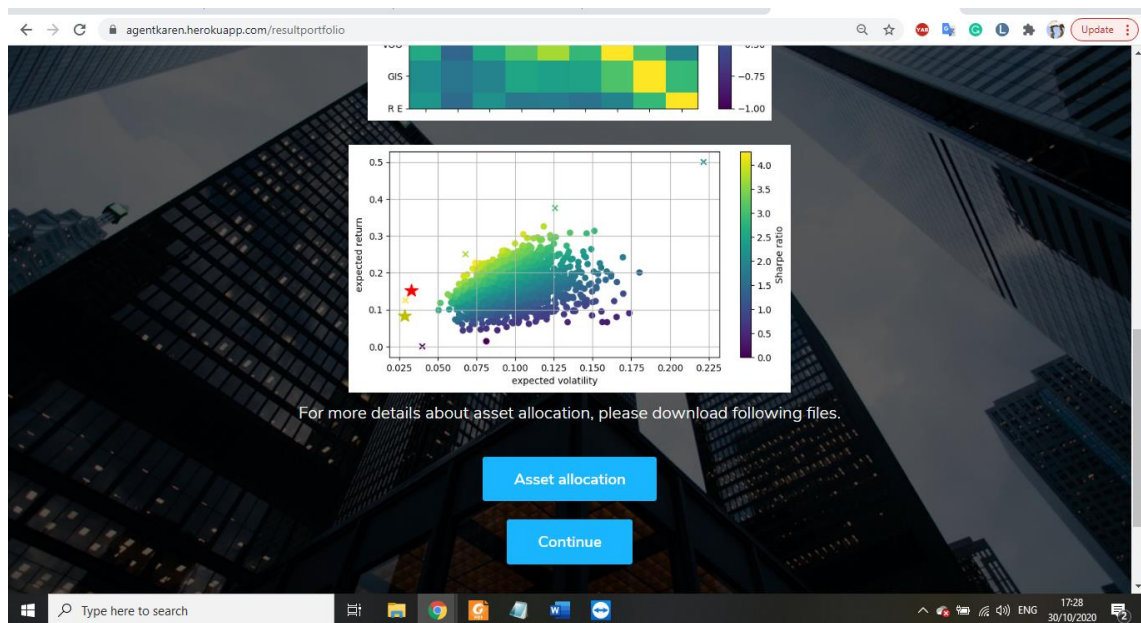 agentkaren.herokuapp.com/resultportfolio
YAB
G
L
Update
GIS
R E
−0.75
−1.00
0.5
0.4
0.3
0.2
0.1
0.0
expected return
0.025 0.050 0.075 0.100 0.125 0.150 0.175 0.200 0.225
expected volatility
4.0
3.5
3.0
2.5
2.0
1.5
1.0
0.5
0.0
Sharpe ratio
For more details about asset allocation, please download following files.
Asset allocation
Continue
Type here to search
ENG
17:28
30/10/2020
2